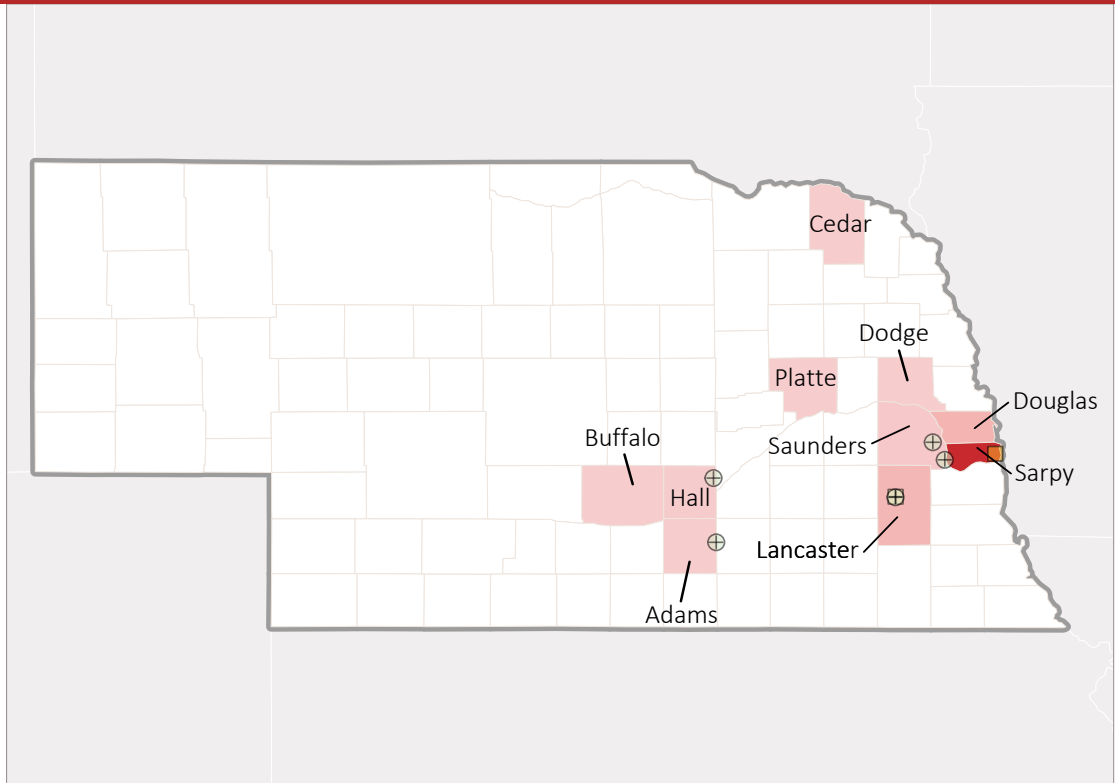 Cedar
Dodge
Platte
Douglas
Buffalo
Saunders
Sarpy
Hall
Lancaster
Adams